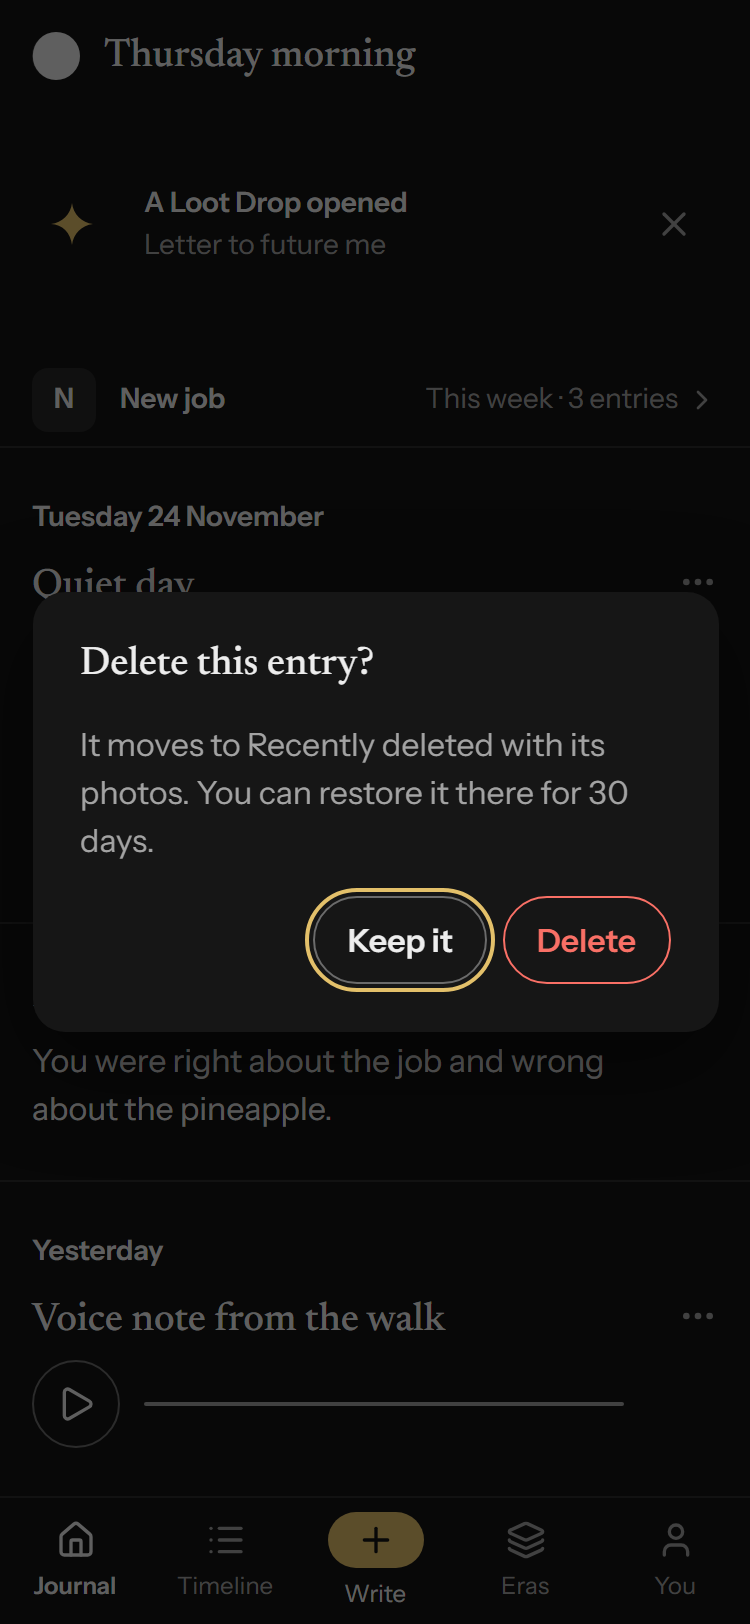 Thursday morning
A Loot Drop opened
Letter to future me
N New job This week · 3 entries
Tuesday 24 November
Quiet day
Delete this entry?
It moves to Recently deleted with its
photos. You can restore it there for 30
days.
Keep it Delete
You were right about the job and wrong
about the pineapple.
Yesterday
Voice note from the walk
Journal Timeline Write Eras You